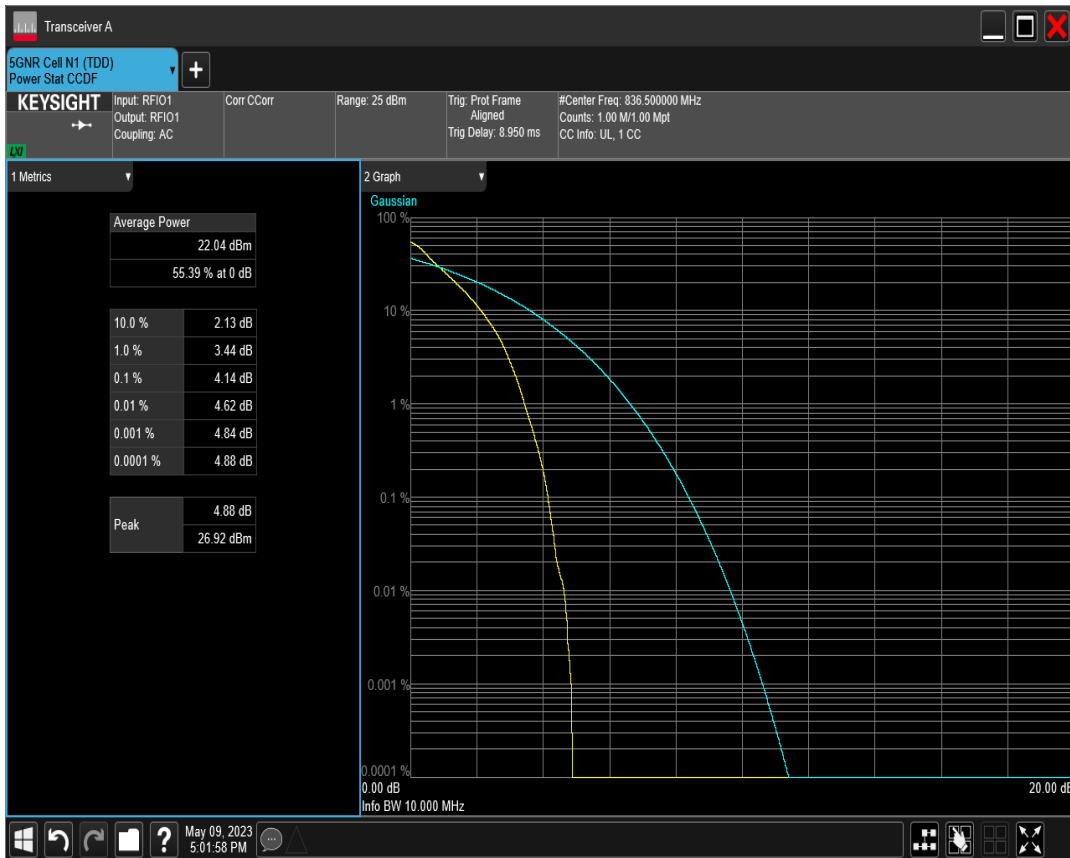 Transceiver A
5GNR Cell N1 (TDD)
Power Stat CCDF
KEYSIGHT
LXI
Input: RFIO1
Output: RFIO1
Coupling: AC
Corr CCorr
Range: 25 dBm
Trig: Prot Frame
Aligned
Trig Delay: 8.950 ms
#Center Freq: 836.500000 MHz
Counts: 1.00 M/1.00 Mpt
CC Info: UL, 1 CC
1 Metrics
Average Power
22.04 dBm
55.39 % at 0 dB
10.0 % 2.13 dB
1.0 % 3.44 dB
0.1 % 4.14 dB
0.01 % 4.62 dB
0.001 % 4.84 dB
0.0001 % 4.88 dB
Peak 4.88 dB
26.92 dBm
2 Graph
Gaussian
100 %
10 %
1 %
0.1 %
0.01 %
0.001 %
0.0001 %
0.00 dB 20.00 dB
Info BW 10.000 MHz
May 09, 2023
5:01:58 PM